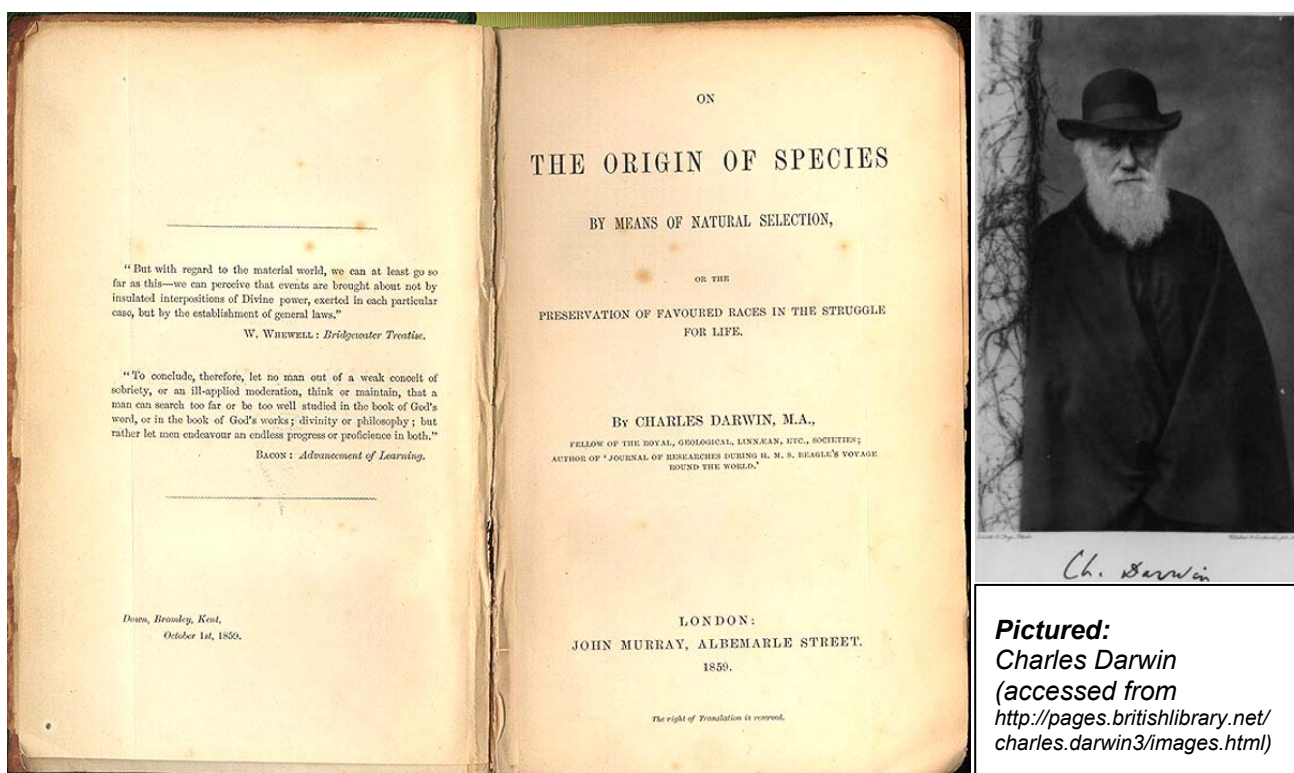 "But with regard to the material world, we can at least go so
far as this—we can perceive that events are brought about not by
insulated interpositions of Divine power, exerted in each particular
case, but by the establishment of general laws."
W. WHEWELL: Bridgewater Treatise.
"To conclude, therefore, let no man out of a weak conceit of
sobriety, or an ill-applied moderation, think or maintain, that a
man can search too far or be too well studied in the book of God's
word, or in the book of God's works; divinity or philosophy; but
rather let men endeavour an endless progress or proficience in both."
BACON: Advancement of Learning.
Down, Bromley, Kent,
October 1st, 1859.
ON
THE ORIGIN OF SPECIES
BY MEANS OF NATURAL SELECTION,
OR THE
PRESERVATION OF FAVOURED RACES IN THE STRUGGLE
FOR LIFE.
BY CHARLES DARWIN, M.A.,
FELLOW OF THE ROYAL, GEOLOGICAL, LINNÆAN, ETC., SOCIETIES;
AUTHOR OF 'JOURNAL OF RESEARCHES DURING H. M. S. BEAGLE'S VOYAGE
ROUND THE WORLD.'
LONDON:
JOHN MURRAY, ALBEMARLE STREET.
1859.
The right of Translation is reserved.
Ch. Darwin
Pictured:
Charles Darwin
(accessed from
http://pages.britishlibrary.net/
charles.darwin3/images.html)